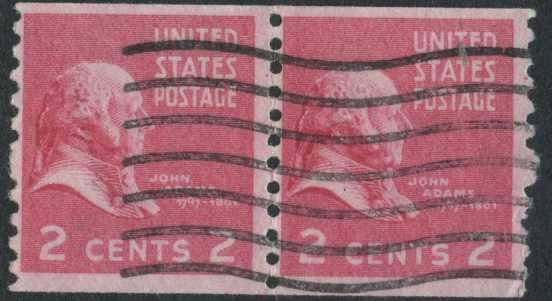 UNITED
STATES
POSTAGE
JOHN
ADAMS
1797-1801
2 CENTS 2
UNITED
STATES
POSTAGE
JOHN
ADAMS
1797-1801
2 CENTS 2